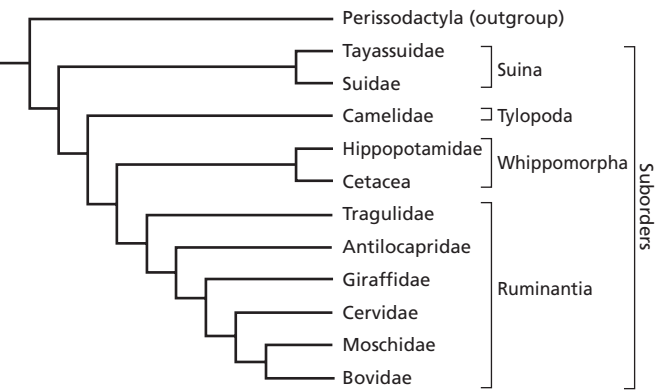 Perissodactyla (outgroup)
Tayassuidae
Suidae
Suina
Camelidae
Tylopoda
Hippopotamidae
Cetacea
Whippomorpha
Tragulidae
Antilocapridae
Giraffidae
Cervidae
Moschidae
Bovidae
Ruminantia
Suborders